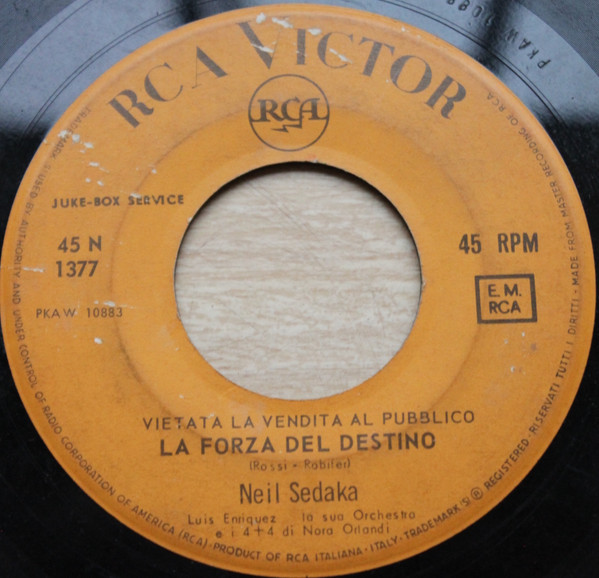 RCA VICTOR
RCA
JUKE-BOX SERVICE
45 N
1377
45 RPM
PKAW 10883
E.M.
RCA
VIETATA LA VENDITA AL PUBBLICO
LA FORZA DEL DESTINO
(Rossi - Robifer)
Neil Sedaka
Luis Enriquez la sua Orchestra
e i 4+4 di Nora Orlandi
TRADEMARK S USED BY AUTHORITY AND UNDER CONTROL OF RADIO CORPORATION OF AMERICA (RCA) - PRODUCT OF RCA ITALIANA - ITALY - TRADEMARK S ® REGISTERED - RISERVATI TUTTI I DIRITTI - MADE FROM MASTER RECORDING OF RCA
PKAW